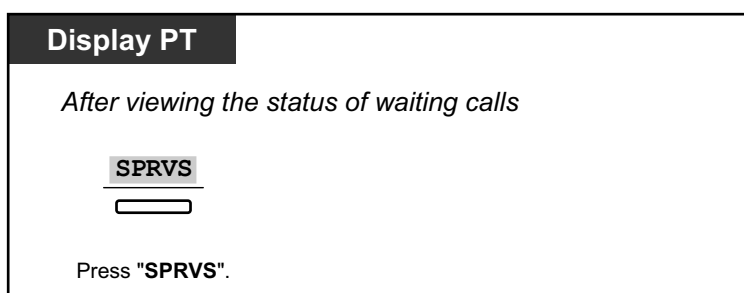 Display PT
After viewing the status of waiting calls
SPRVS
Press "SPRVS".